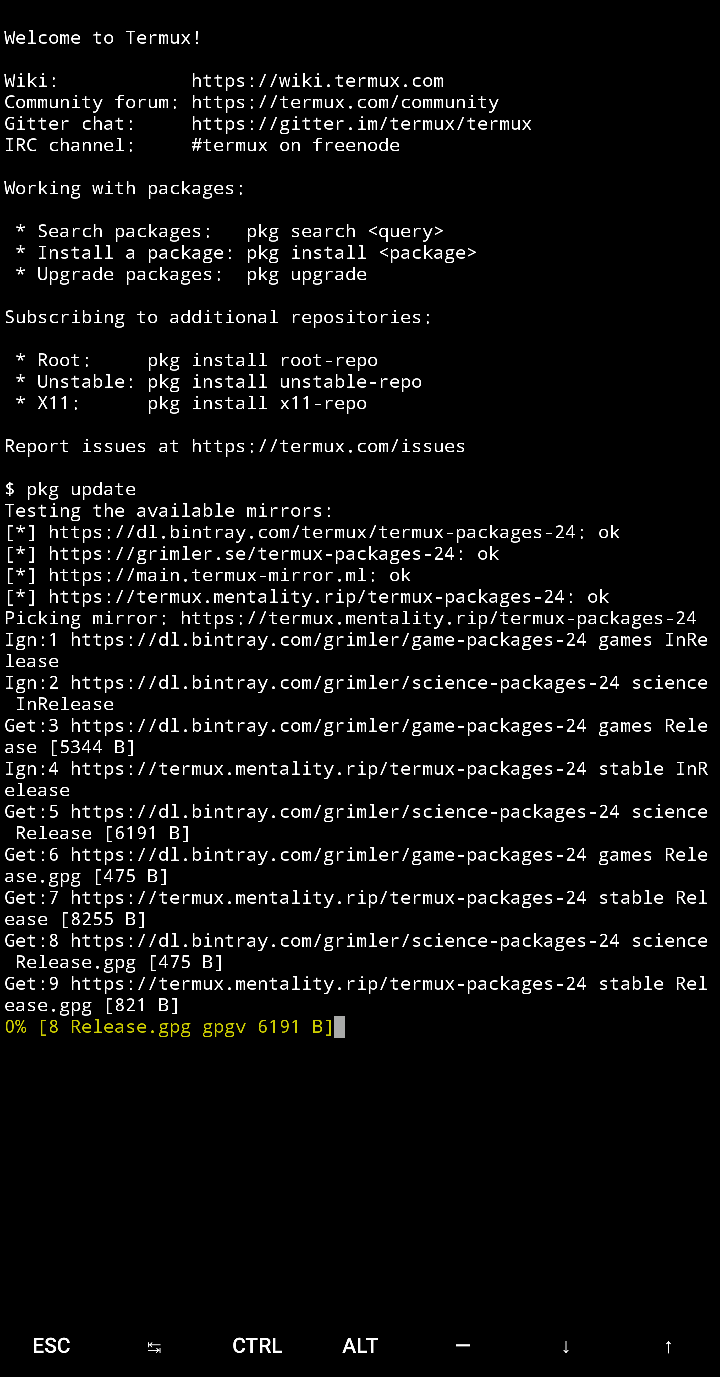 Welcome to Termux!
Wiki:            https://wiki.termux.com
Community forum: https://termux.com/community
Gitter chat:     https://gitter.im/termux/termux
IRC channel:     #termux on freenode
Working with packages:
 * Search packages:   pkg search <query>
 * Install a package: pkg install <package>
 * Upgrade packages:  pkg upgrade
Subscribing to additional repositories:
 * Root:     pkg install root-repo
 * Unstable: pkg install unstable-repo
 * X11:      pkg install x11-repo
Report issues at https://termux.com/issues
$ pkg update
Testing the available mirrors:
[*] https://dl.bintray.com/termux/termux-packages-24: ok
[*] https://grimler.se/termux-packages-24: ok
[*] https://main.termux-mirror.ml: ok
[*] https://termux.mentality.rip/termux-packages-24: ok
Picking mirror: https://termux.mentality.rip/termux-packages-24
Ign:1 https://dl.bintray.com/grimler/game-packages-24 games InRe
lease
Ign:2 https://dl.bintray.com/grimler/science-packages-24 science
 InRelease
Get:3 https://dl.bintray.com/grimler/game-packages-24 games Rele
ase [5344 B]
Ign:4 https://termux.mentality.rip/termux-packages-24 stable InR
elease
Get:5 https://dl.bintray.com/grimler/science-packages-24 science
 Release [6191 B]
Get:6 https://dl.bintray.com/grimler/game-packages-24 games Rele
ase.gpg [475 B]
Get:7 https://termux.mentality.rip/termux-packages-24 stable Rel
ease [8255 B]
Get:8 https://dl.bintray.com/grimler/science-packages-24 science
 Release.gpg [475 B]
Get:9 https://termux.mentality.rip/termux-packages-24 stable Rel
ease.gpg [821 B]
0% [8 Release.gpg gpgv 6191 B]
ESC ↹ CTRL ALT — ↓ ↑